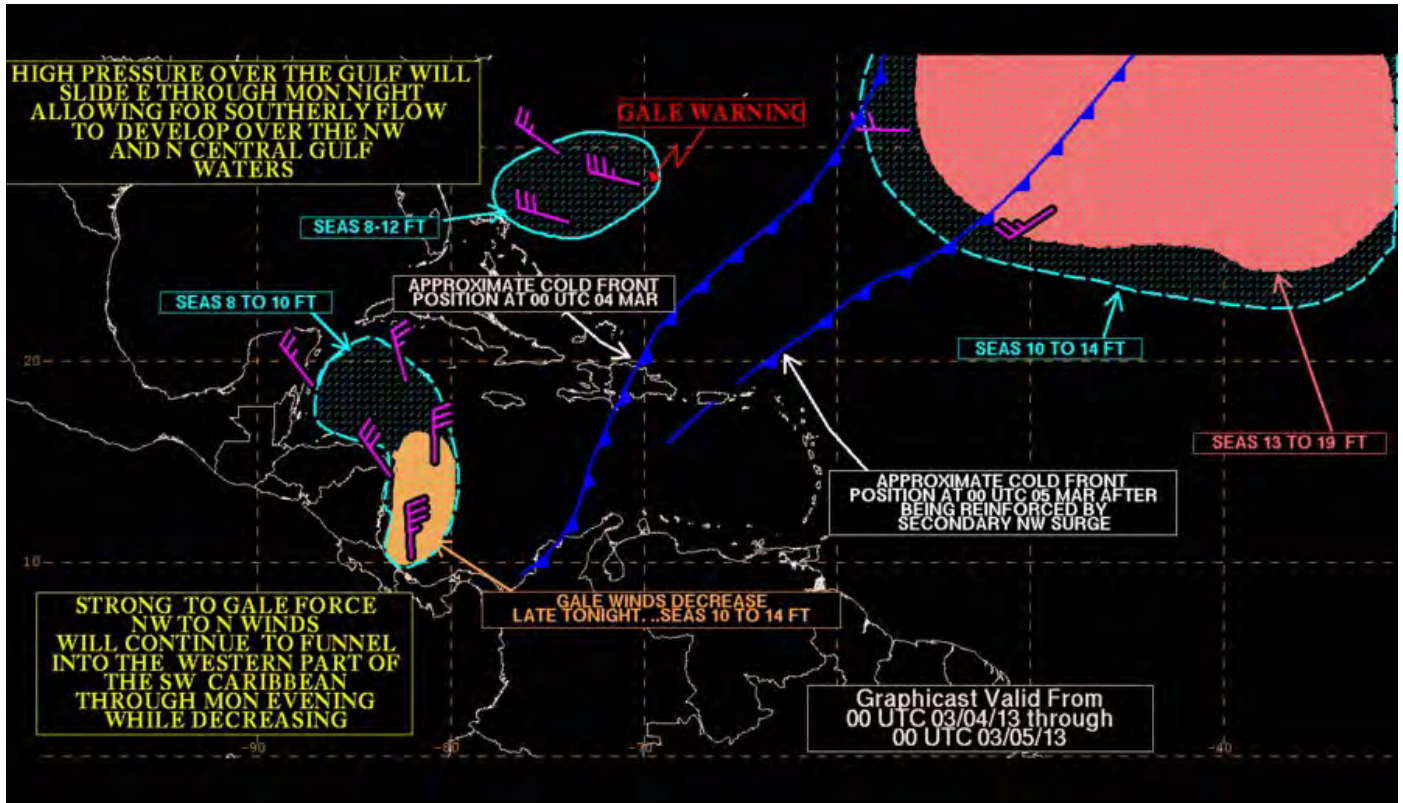 HIGH PRESSURE OVER THE GULF WILL
SLIDE E THROUGH MON NIGHT
ALLOWING FOR SOUTHERLY FLOW
TO DEVELOP OVER THE NW
AND N CENTRAL GULF
WATERS
GALE WARNING
SEAS 8-12 FT
APPROXIMATE COLD FRONT
POSITION AT 00 UTC 04 MAR
SEAS 8 TO 10 FT
SEAS 10 TO 14 FT
20
SEAS 13 TO 19 FT
APPROXIMATE COLD FRONT
POSITION AT 00 UTC 05 MAR AFTER
BEING REINFORCED BY
SECONDARY NW SURGE
10
GALE WINDS DECREASE
LATE TONIGHT. ..SEAS 10 TO 14 FT
STRONG TO GALE FORCE
NW TO N WINDS
WILL CONTINUE TO FUNNEL
INTO THE WESTERN PART OF
THE SW CARIBBEAN
THROUGH MON EVENING
WHILE DECREASING
Graphicast Valid From
00 UTC 03/04/13 through
00 UTC 03/05/13
-90 -80 -70 -40